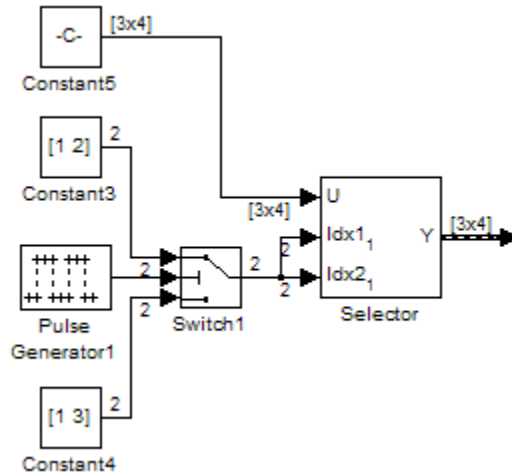 -C-
[3x4]
Constant5
[1 2]
2
Constant3
[3x4]
U
Idx1₁
Idx2₁
Y
[3x4]
Selector
2
2
2
2
2
Switch1
Pulse
Generator1
[1 3]
2
Constant4